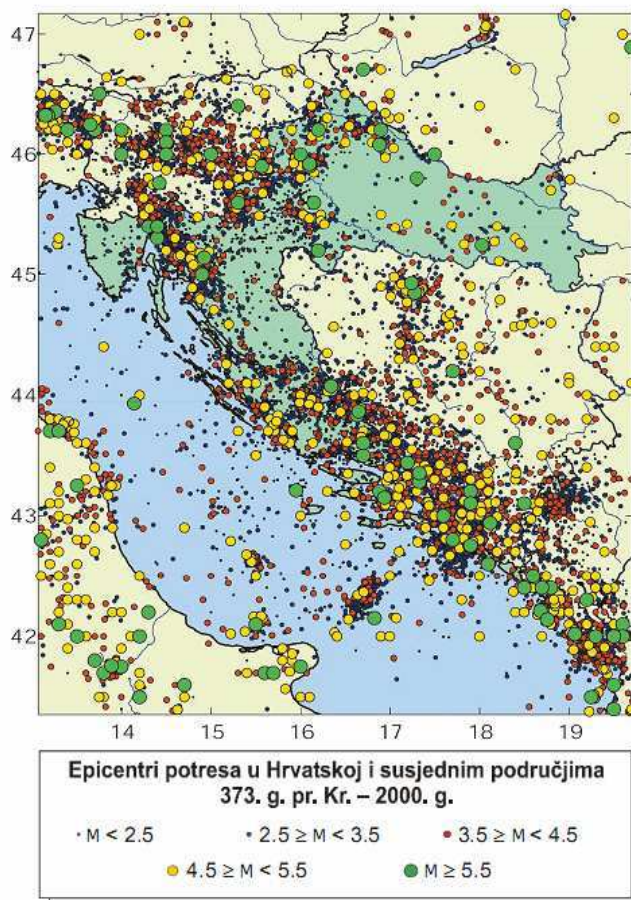 47
46
45
44
43
42
14 15 16 17 18 19
Epicentri potresa u Hrvatskoj i susjednim područjima
373. g. pr. Kr. – 2000. g.
M < 2.5 2.5 ≥ M < 3.5 3.5 ≥ M < 4.5
4.5 ≥ M < 5.5 M ≥ 5.5